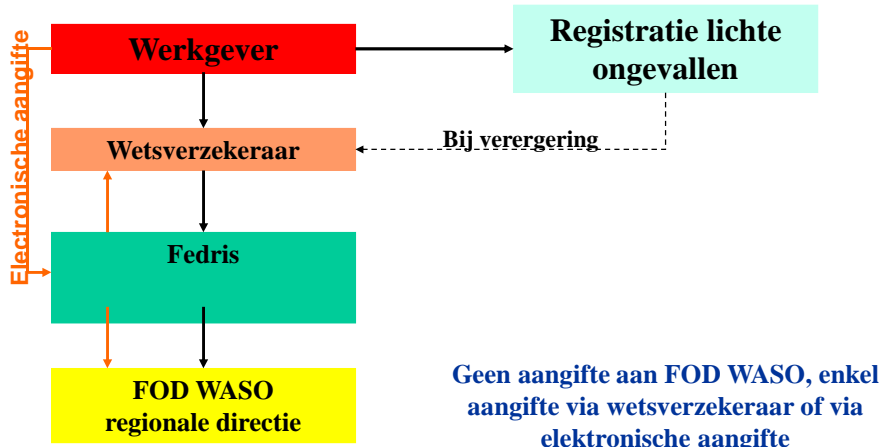 Werkgever
Registratie lichte
ongevallen
Electronische aangifte
Wetsverzekeraar
Bij verergering
Fedris
FOD WASO
regionale directie
Geen aangifte aan FOD WASO, enkel
aangifte via wetsverzekeraar of via
elektronische aangifte